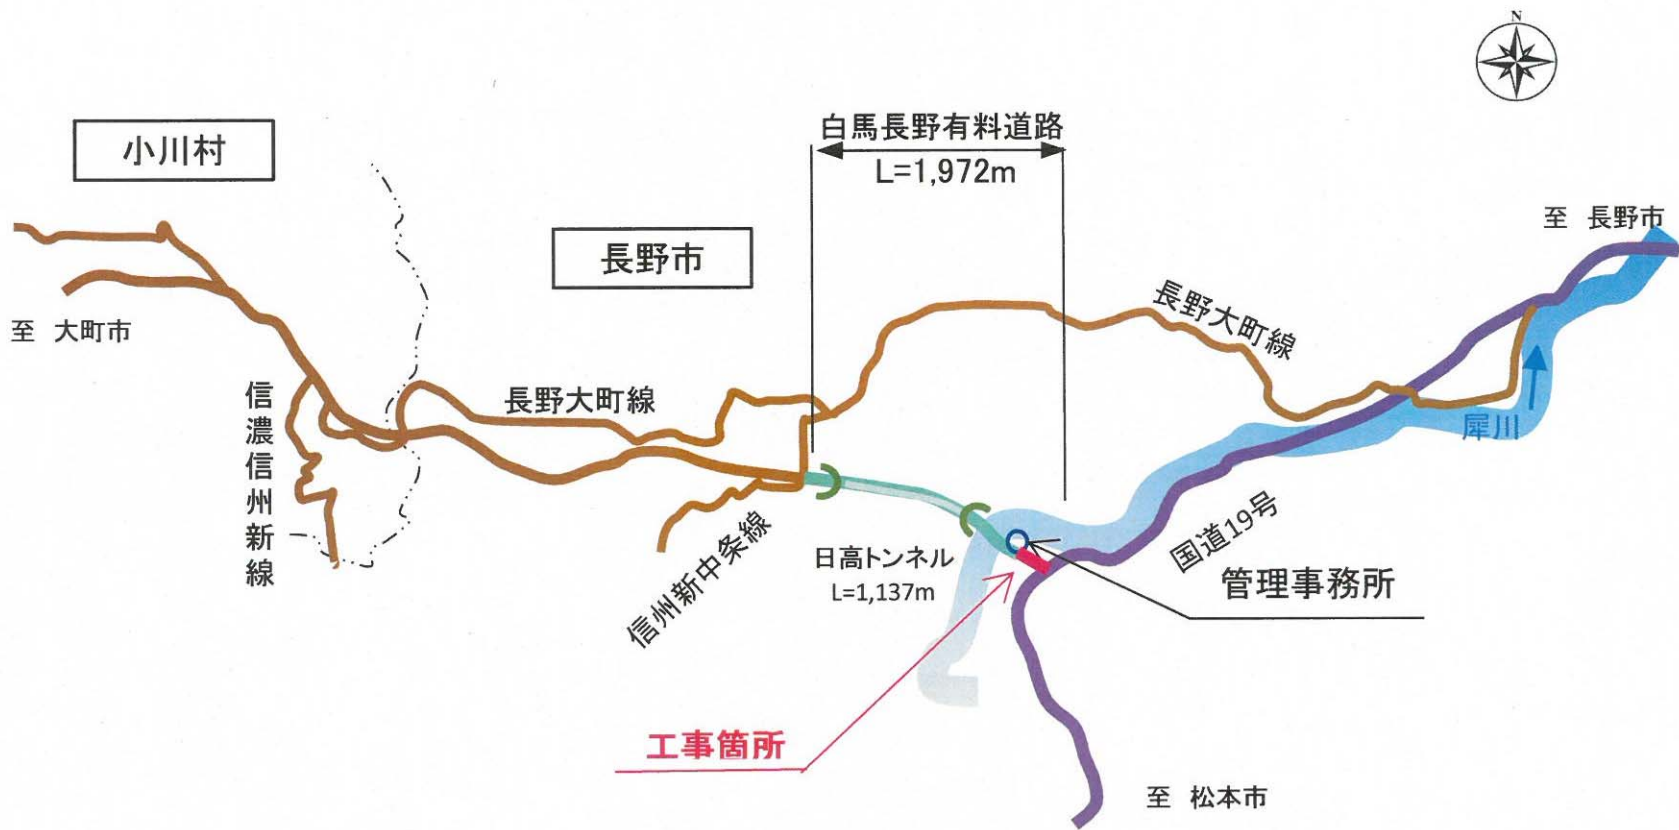 N
白馬長野有料道路
L=1,972m
小川村
長野市
至 長野市
至 大町市
長野大町線
長野大町線
信濃信州新線
犀川
国道19号
日高トンネル
L=1,137m
信州新中条線
管理事務所
工事箇所
至 松本市